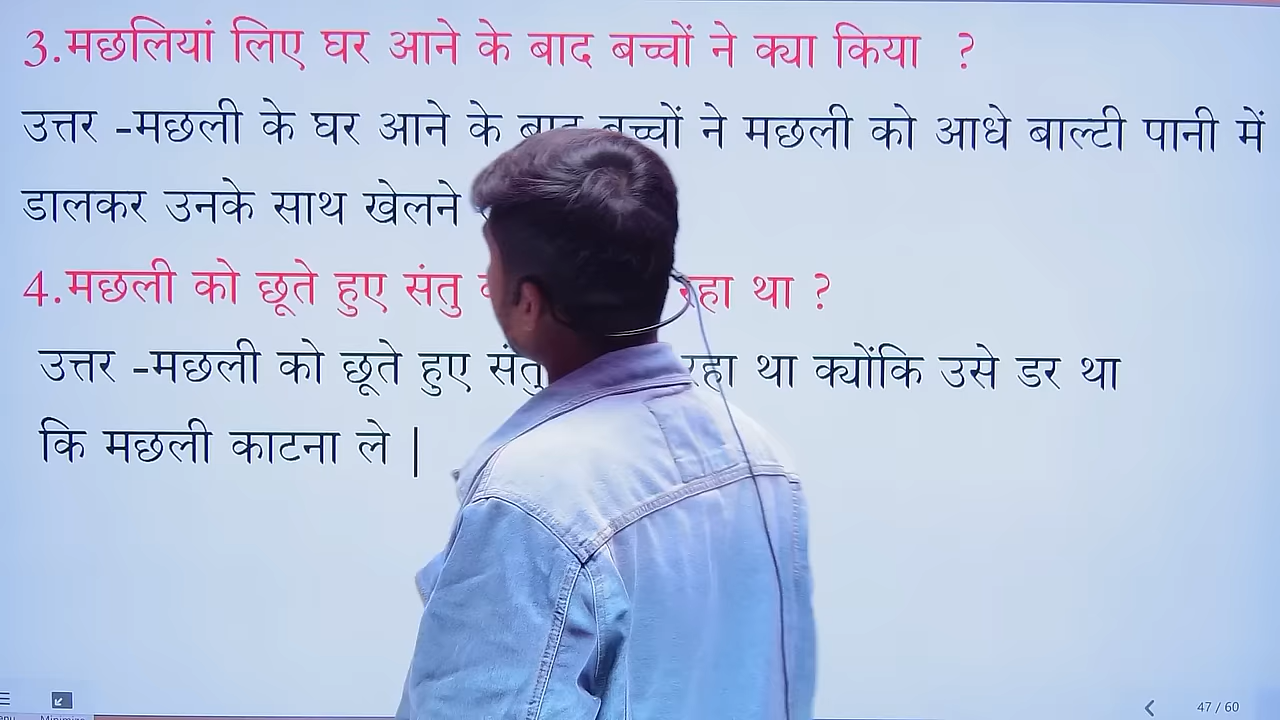 3.मछलियां लिए घर आने के बाद बच्चों ने क्या किया ?
उत्तर -मछली के घर आने के बाद बच्चों ने मछली को आधे बाल्टी पानी में
डालकर उनके साथ खेलने
4.मछली को छूते हुए संतु रहा था ?
उत्तर -मछली को छूते हुए संतु रहा था क्योंकि उसे डर था
कि मछली काटना ले |
47 / 60